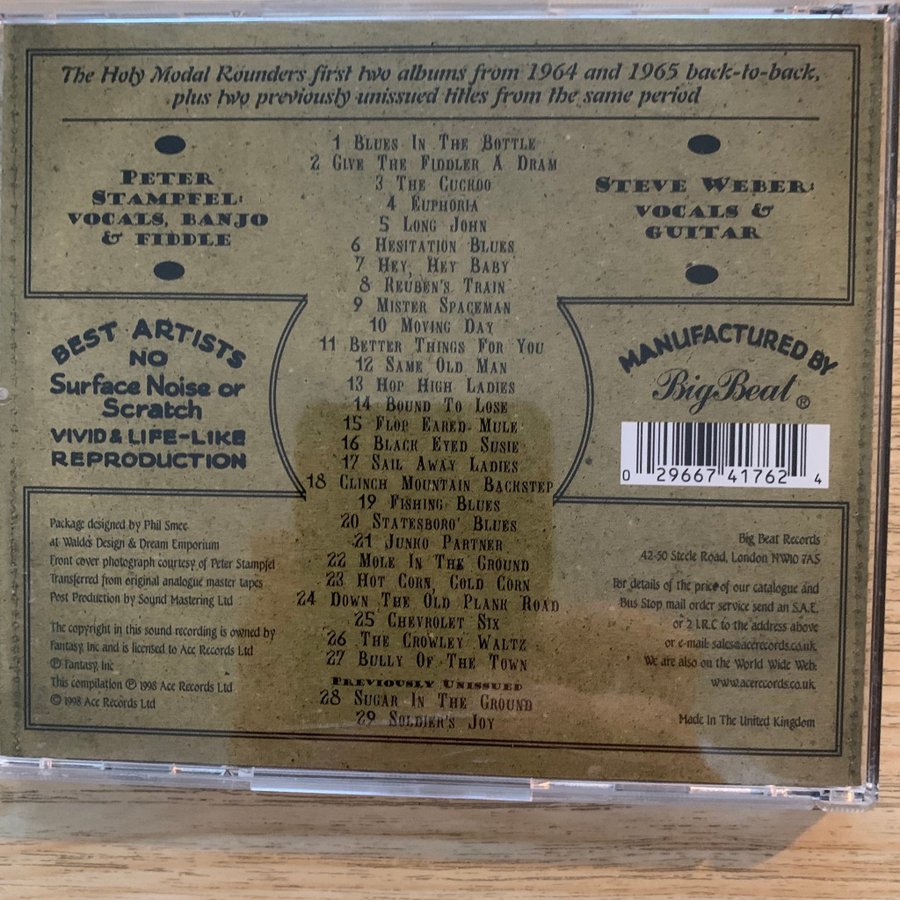 The Holy Modal Rounders first two albums from 1964 and 1965 back-to-back,
plus two previously unissued titles from the same period
PETER
STAMPFEL:
VOCALS, BANJO
& FIDDLE
1 BLUES IN THE BOTTLE
2 GIVE THE FIDDLER A DRAM
3 THE CUCKOO
4 EUPHORIA
5 LONG JOHN
6 HESITATION BLUES
7 HEY, HEY BABY
8 REUBEN'S TRAIN
9 MISTER SPACEMAN
10 MOVING DAY
11 BETTER THINGS FOR YOU
12 SAME OLD MAN
13 HOP HIGH LADIES
14 BOUND TO LOSE
15 FLOP EARED MULE
16 BLACK EYED SUSIE
17 SAIL AWAY LADIES
18 CLINCH MOUNTAIN BACKSTEP
19 FISHING BLUES
20 STATESBORO' BLUES
21 JUNKO PARTNER
22 MOLE IN THE GROUND
23 HOT CORN, COLD CORN
24 DOWN THE OLD PLANK ROAD
25 CHEVROLET SIX
26 THE CROWLEY WALTZ
27 BULLY OF THE TOWN
PREVIOUSLY UNISSUED
28 SUGAR IN THE GROUND
29 SOLDIER'S JOY
STEVE WEBER:
VOCALS &
GUITAR
BEST ARTISTS
NO
Surface Noise or
Scratch
VIVID & LIFE-LIKE
REPRODUCTION
MANUFACTURED BY
Big Beat ®
0 29667 41762 4
Package designed by Phil Smee
at Waldo's Design & Dream Emporium
Front cover photograph courtesy of Peter Stampfel
Transferred from original analogue master tapes
Post Production by Sound Mastering Ltd
The copyright in this sound recording is owned by
Fantasy, Inc and is licensed to Ace Records Ltd
℗ Fantasy, Inc
This compilation ℗ 1998 Ace Records Ltd
© 1998 Ace Records Ltd
Big Beat Records
42-50 Steele Road, London NW10 7AS
For details of the price of our catalogue and
Bus Stop mail order service send an S.A.E.
or 2 I.R.C to the address above
or e-mail: sales@acerecords.co.uk
We are also on the World Wide Web:
www.acerecords.co.uk
Made In The United Kingdom